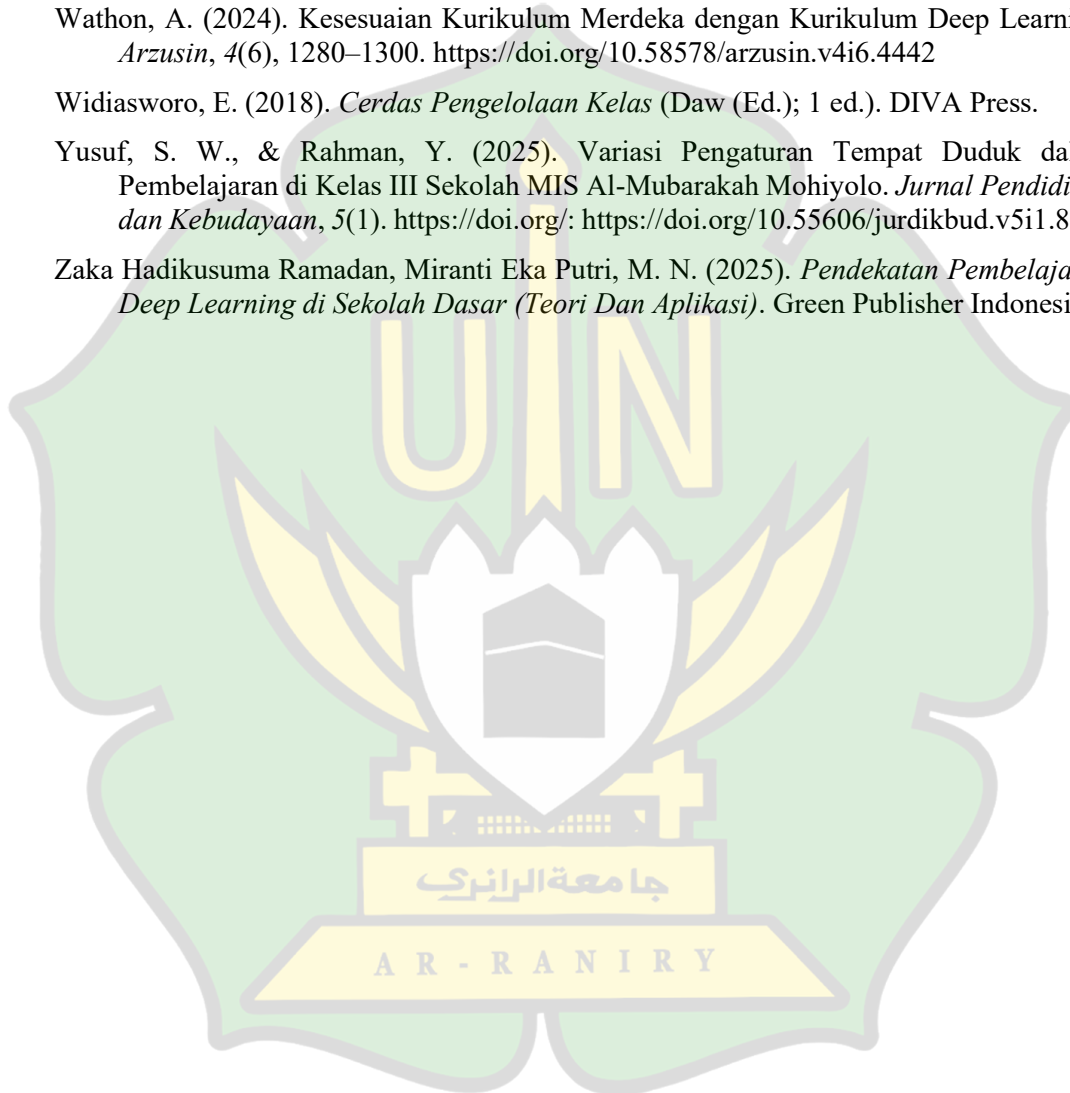 Wathon, A. (2024). Kesesuaian Kurikulum Merdeka dengan Kurikulum Deep Learni
Arzusin, 4(6), 1280–1300. https://doi.org/10.58578/arzusin.v4i6.4442
Widiasworo, E. (2018). Cerdas Pengelolaan Kelas (Daw (Ed.); 1 ed.). DIVA Press.
Yusuf, S. W., & Rahman, Y. (2025). Variasi Pengaturan Tempat Duduk dal
Pembelajaran di Kelas III Sekolah MIS Al-Mubarakah Mohiyolo. Jurnal Pendidi
dan Kebudayaan, 5(1). https://doi.org/: https://doi.org/10.55606/jurdikbud.v5i1.8
Zaka Hadikusuma Ramadan, Miranti Eka Putri, M. N. (2025). Pendekatan Pembelaja
Deep Learning di Sekolah Dasar (Teori Dan Aplikasi). Green Publisher Indonesi
UIN
جامعة الرانري
AR-RANIRY